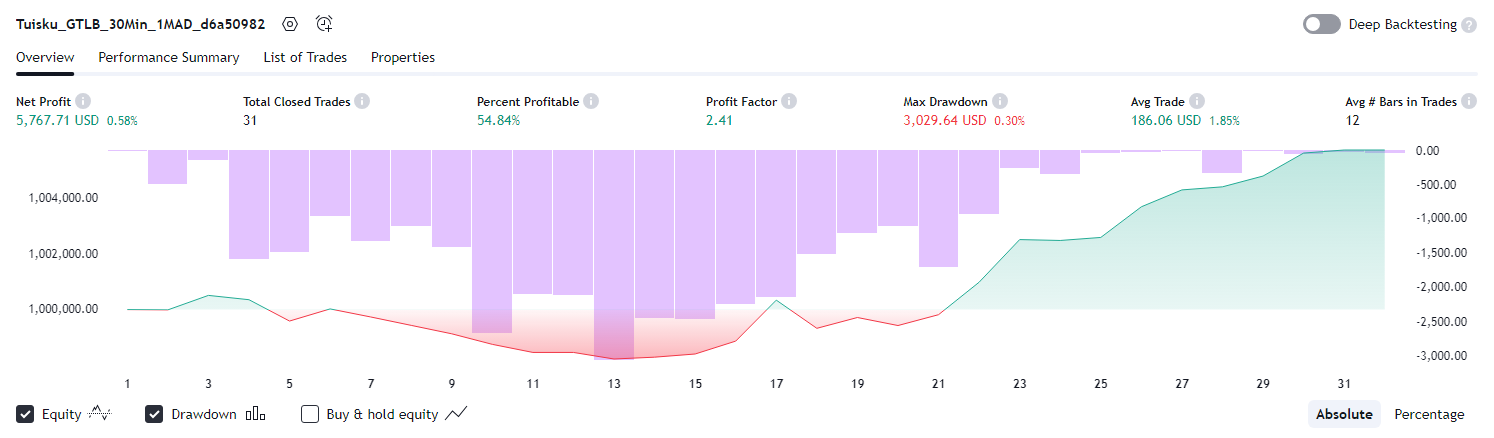 Tuisku_GTLB_30Min_1MAD_d6a50982
Deep Backtesting ?
Overview Performance Summary List of Trades Properties
Net Profit i Total Closed Trades i Percent Profitable i Profit Factor i Max Drawdown i Avg Trade i Avg # Bars in Trades i
5,767.71 USD 0.58% 31 54.84% 2.41 3,029.64 USD 0.30% 186.06 USD 1.85% 12
0.00
1,004,000.00 -500.00
-1,000.00
1,002,000.00 -1,500.00
-2,000.00
1,000,000.00 -2,500.00
-3,000.00
1 3 5 7 9 11 13 15 17 19 21 23 25 27 29 31
Equity Drawdown Buy & hold equity Absolute Percentage